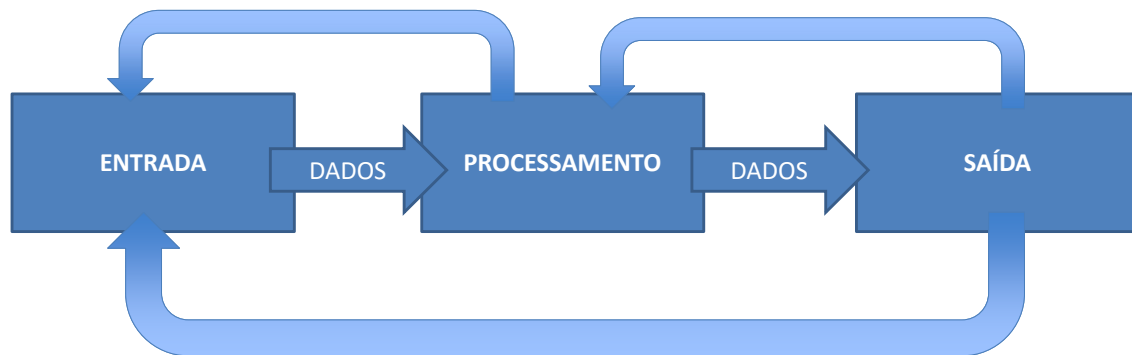 ENTRADA
DADOS
PROCESSAMENTO
DADOS
SAÍDA